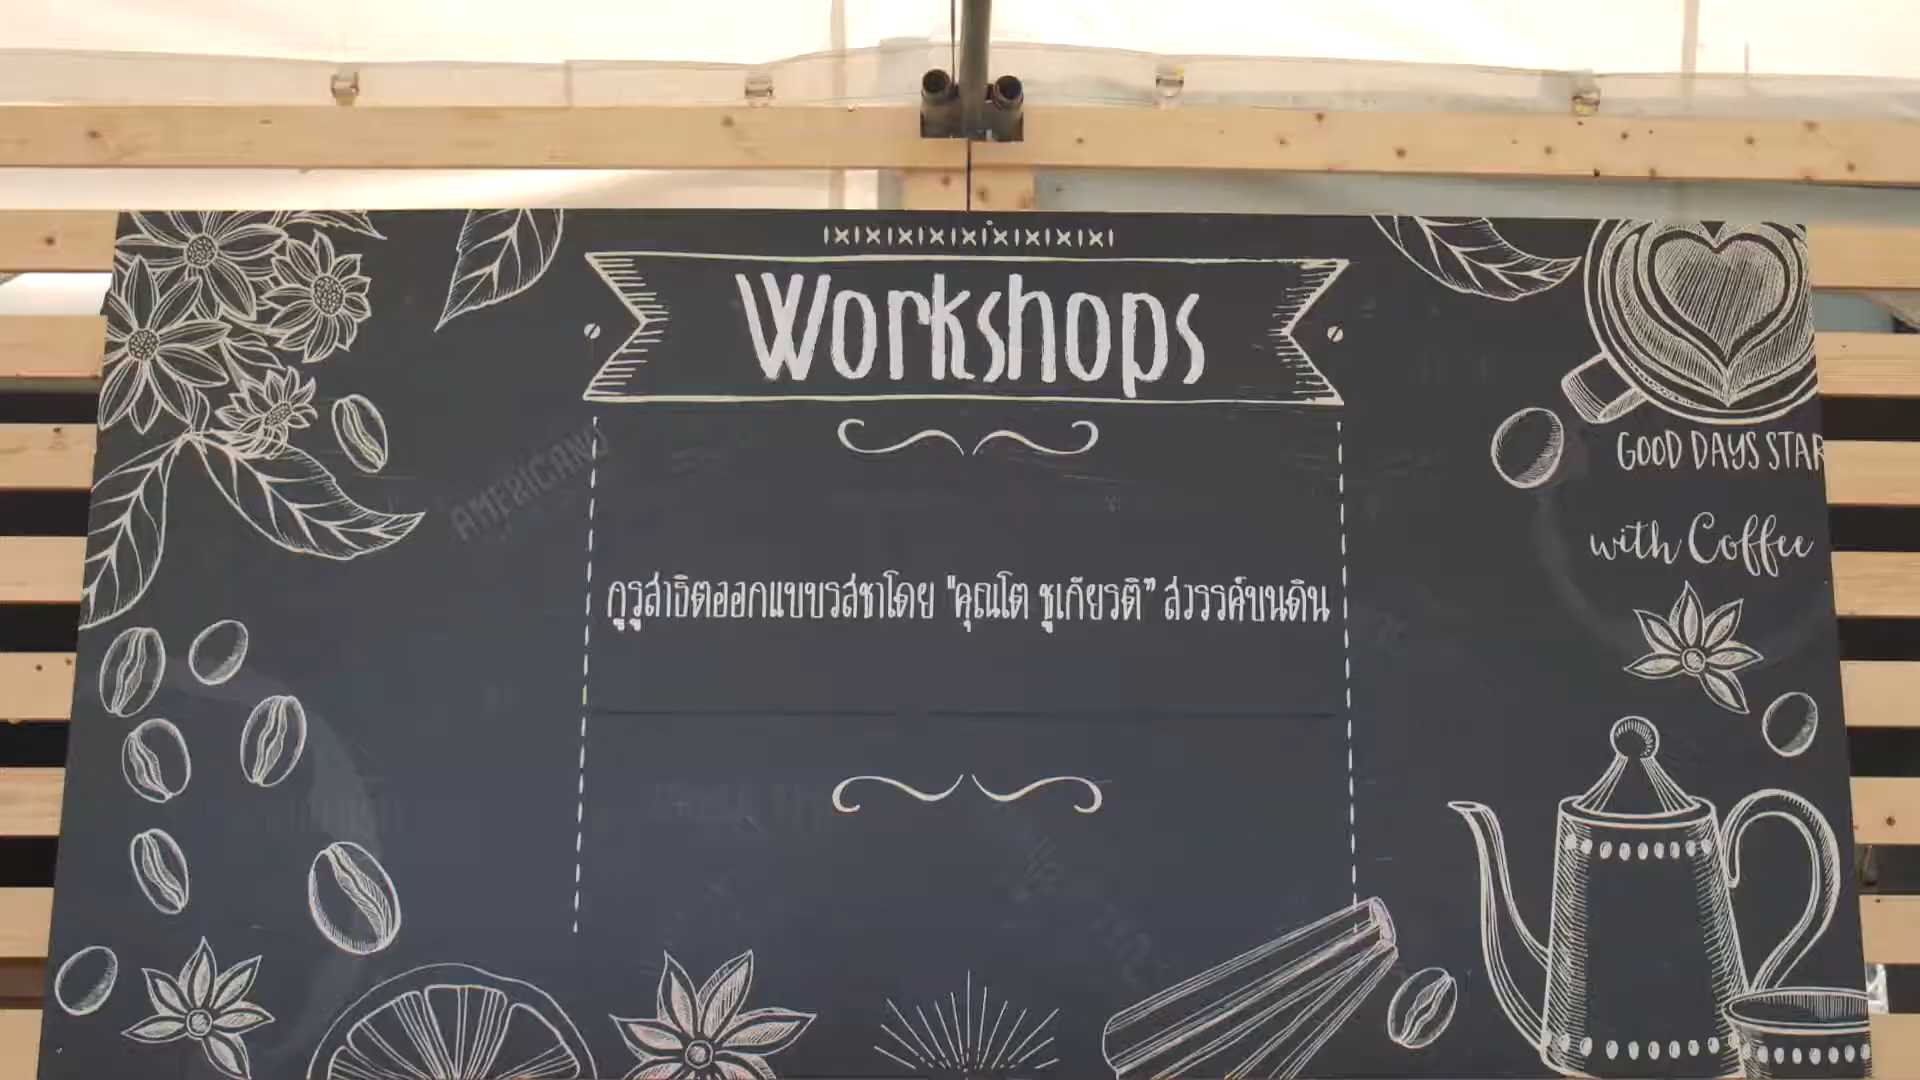 Workshops
AMERICANO
GOOD DAYS STAR
with Coffee
กูรูสาธิตออกแบบรสชาโดย "คุณโต ชูเกียรติ" สวรรค์บนดิน